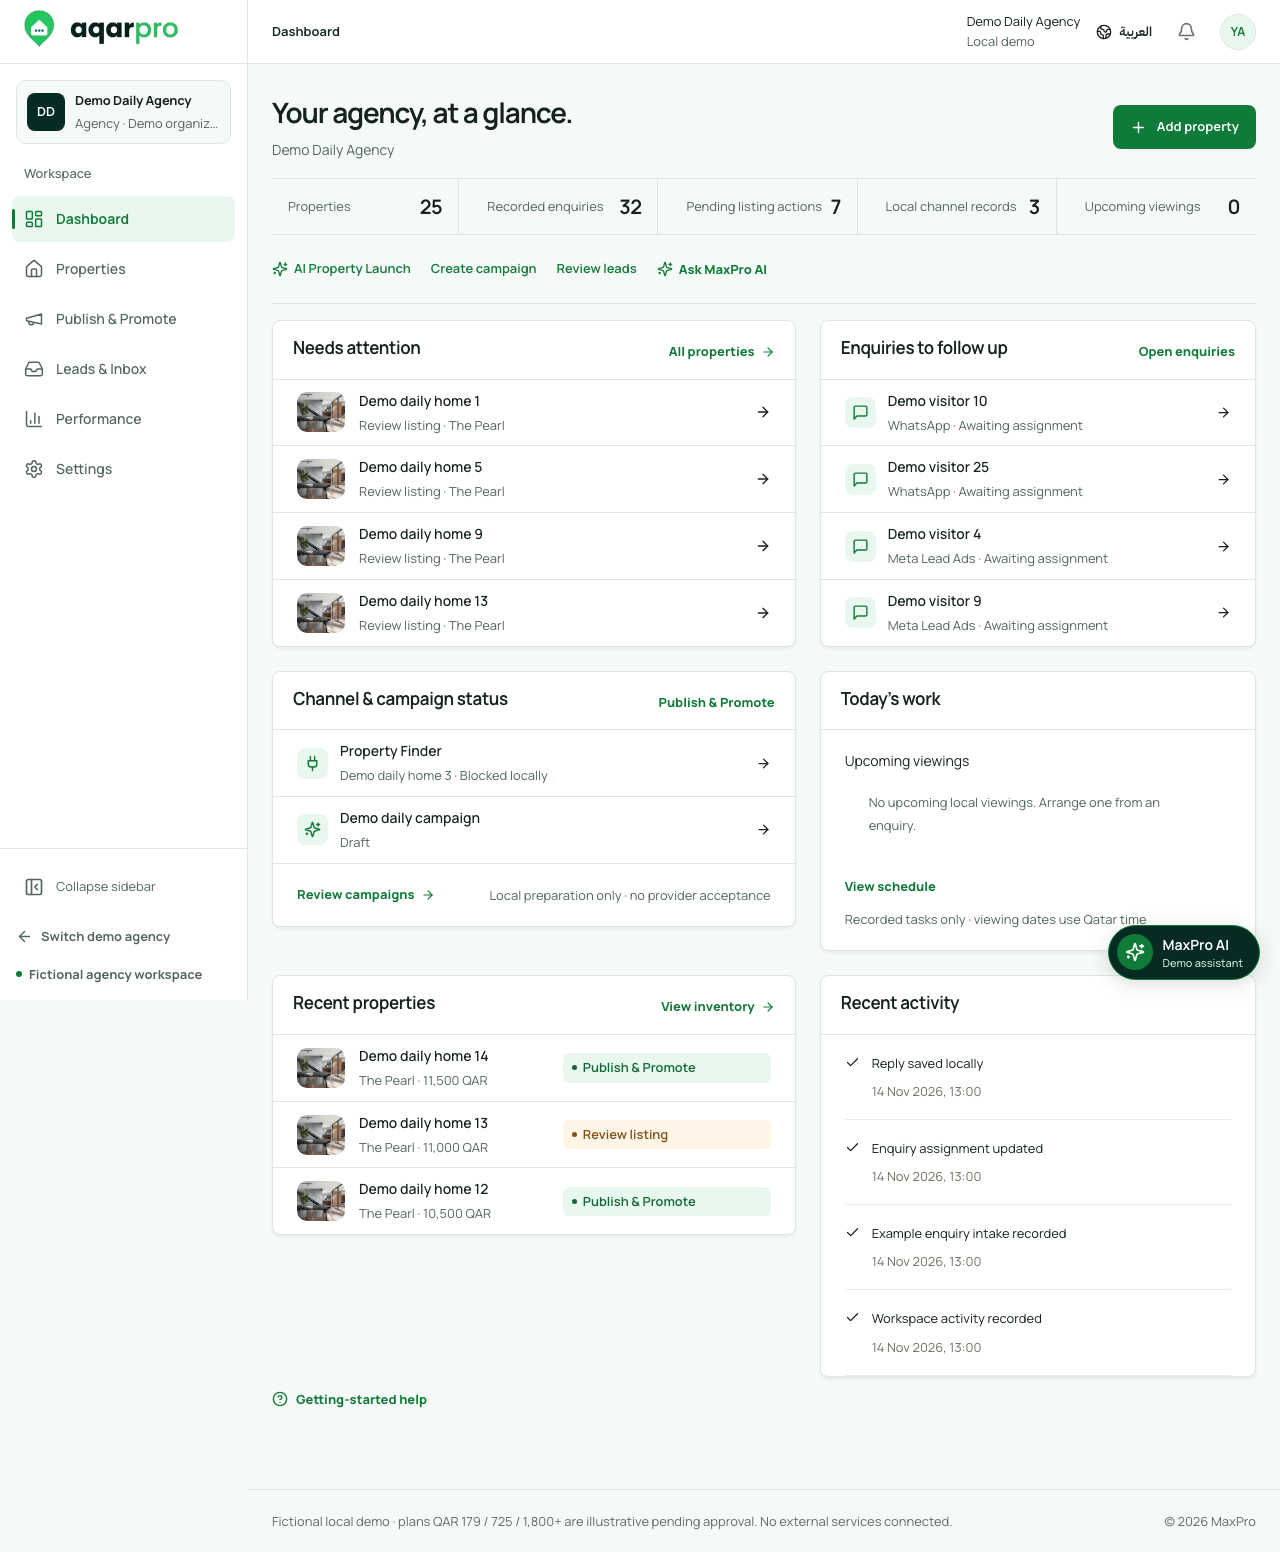 aqarpro
Dashboard
Demo Daily Agency
Local demo
العربية
YA
DD
Demo Daily Agency
Agency · Demo organiz...
Workspace
Dashboard
Properties
Publish & Promote
Leads & Inbox
Performance
Settings
Collapse sidebar
Switch demo agency
Fictional agency workspace
Your agency, at a glance.
Demo Daily Agency
Add property
Properties 25
Recorded enquiries 32
Pending listing actions 7
Local channel records 3
Upcoming viewings 0
AI Property Launch
Create campaign
Review leads
Ask MaxPro AI
Needs attention
All properties
Demo daily home 1
Review listing · The Pearl
Demo daily home 5
Review listing · The Pearl
Demo daily home 9
Review listing · The Pearl
Demo daily home 13
Review listing · The Pearl
Enquiries to follow up
Open enquiries
Demo visitor 10
WhatsApp · Awaiting assignment
Demo visitor 25
WhatsApp · Awaiting assignment
Demo visitor 4
Meta Lead Ads · Awaiting assignment
Demo visitor 9
Meta Lead Ads · Awaiting assignment
Channel & campaign status
Publish & Promote
Property Finder
Demo daily home 3 · Blocked locally
Demo daily campaign
Draft
Review campaigns
Local preparation only · no provider acceptance
Today's work
Upcoming viewings
No upcoming local viewings. Arrange one from an
enquiry.
View schedule
Recorded tasks only · viewing dates use Qatar time
MaxPro AI
Demo assistant
Recent properties
View inventory
Demo daily home 14
The Pearl · 11,500 QAR
Publish & Promote
Demo daily home 13
The Pearl · 11,000 QAR
Review listing
Demo daily home 12
The Pearl · 10,500 QAR
Publish & Promote
Recent activity
Reply saved locally
14 Nov 2026, 13:00
Enquiry assignment updated
14 Nov 2026, 13:00
Example enquiry intake recorded
14 Nov 2026, 13:00
Workspace activity recorded
14 Nov 2026, 13:00
Getting-started help
Fictional local demo · plans QAR 179 / 725 / 1,800+ are illustrative pending approval. No external services connected.
© 2026 MaxPro